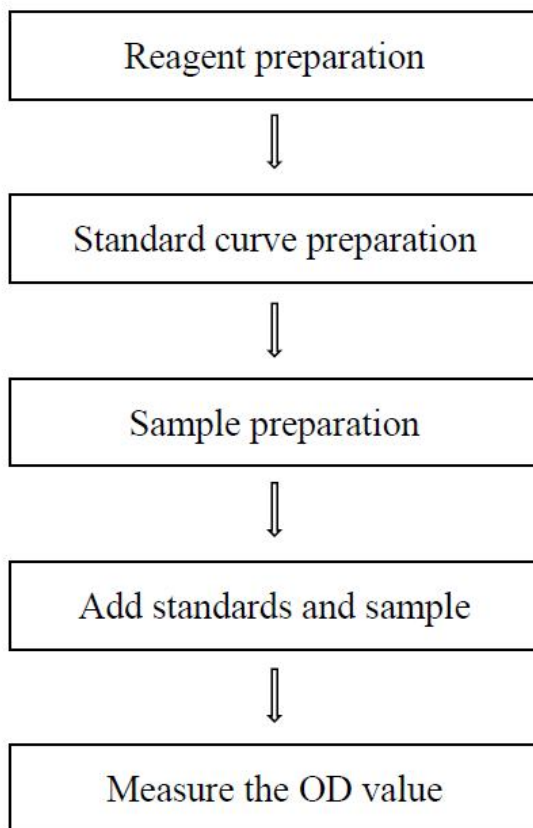 Reagent preparation
Standard curve preparation
Sample preparation
Add standards and sample
Measure the OD value